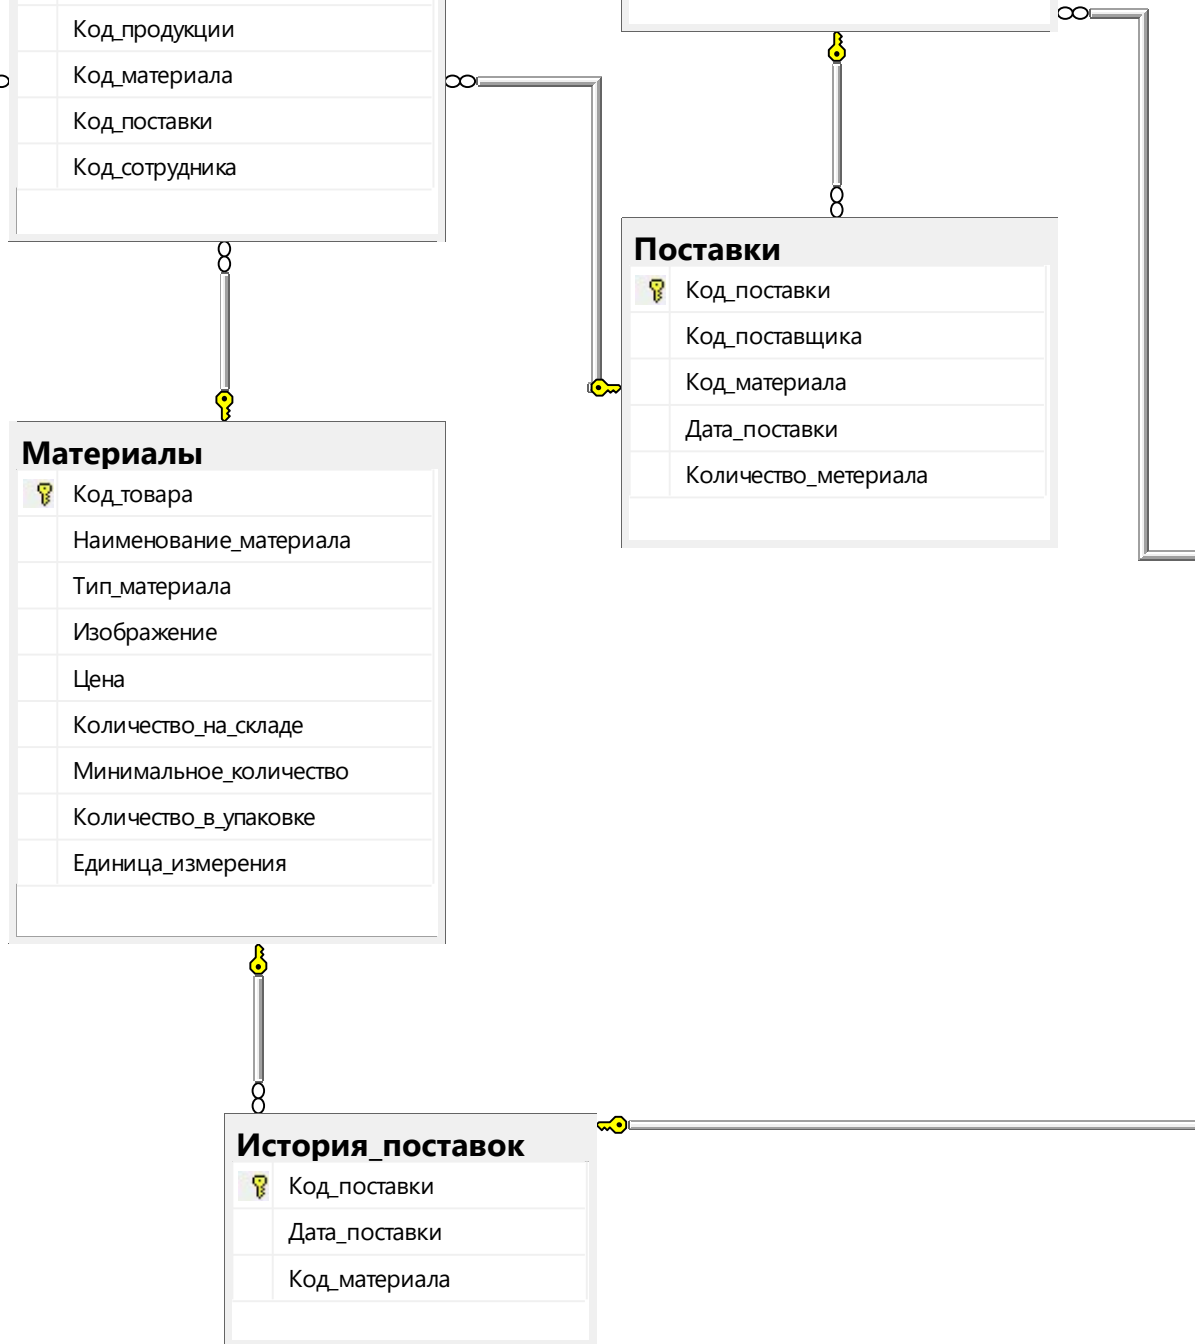 Код_продукции
Код_материала
Код_поставки
Код_сотрудника
Поставки
Код_поставки
Код_поставщика
Код_материала
Дата_поставки
Количество_метериала
Материалы
Код_товара
Наименование_материала
Тип_материала
Изображение
Цена
Количество_на_складе
Минимальное_количество
Количество_в_упаковке
Единица_измерения
История_поставок
Код_поставки
Дата_поставки
Код_материала